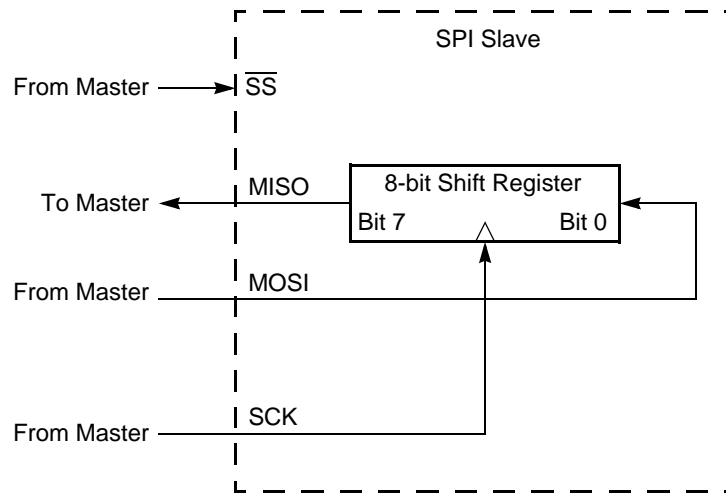 SPI Slave
From Master
S̅S̅
To Master
MISO
8-bit Shift Register
Bit 7
Bit 0
From Master
MOSI
From Master
SCK